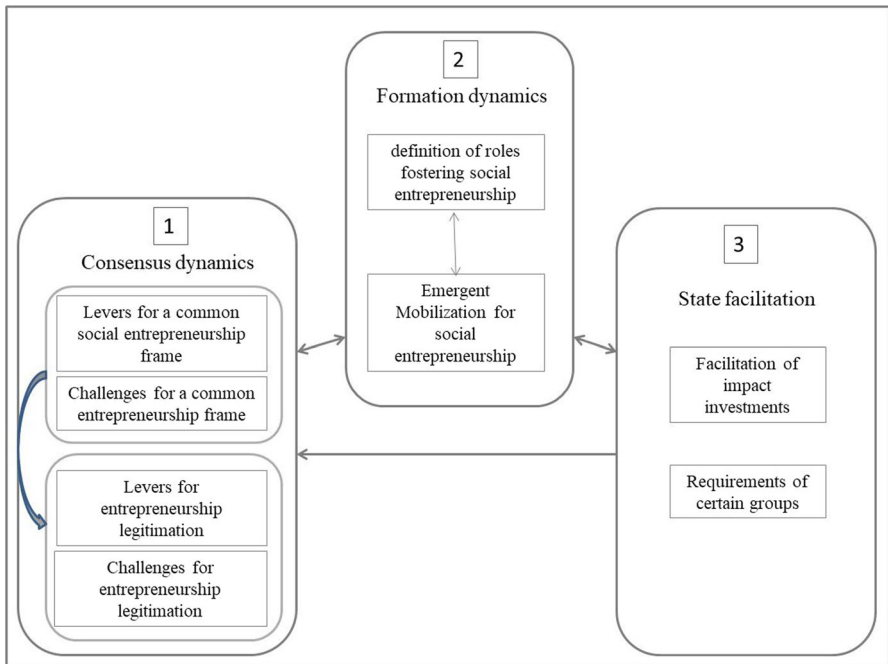 1
Consensus dynamics
Levers for a common
social entrepreneurship
frame
Challenges for a common
entrepreneurship frame
Levers for
entrepreneurship
legitimation
Challenges for
entrepreneurship
legitimation
2
Formation dynamics
definition of roles
fostering social
entrepreneurship
Emergent
Mobilization for
social
entrepreneurship
3
State facilitation
Facilitation of
impact
investments
Requirements of
certain groups